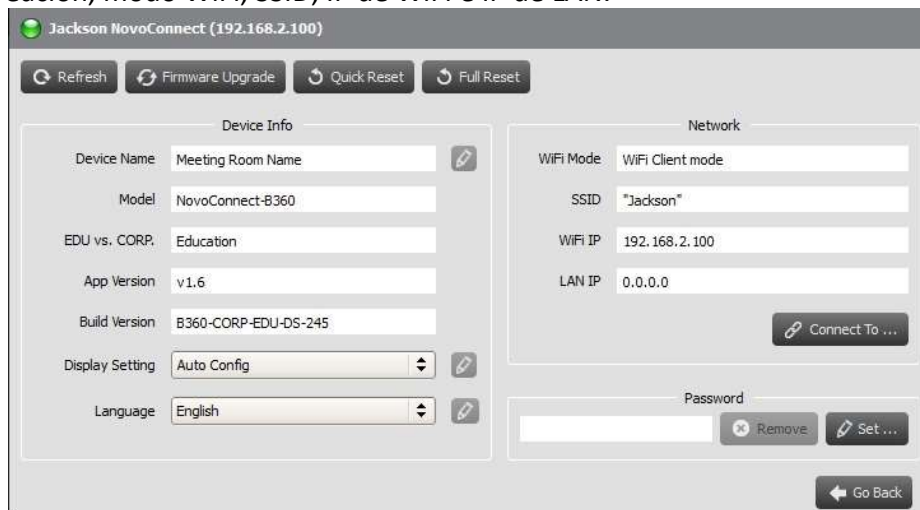 Jackson NovoConnect (192.168.2.100)
Refresh Firmware Upgrade Quick Reset Full Reset
Device Info
Device Name Meeting Room Name
Model NovoConnect-B360
EDU vs. CORP. Education
App Version v1.6
Build Version B360-CORP-EDU-DS-245
Display Setting Auto Config
Language English
Network
WiFi Mode WiFi Client mode
SSID "Jackson"
WiFi IP 192.168.2.100
LAN IP 0.0.0.0
Connect To ...
Password
Remove Set ...
Go Back